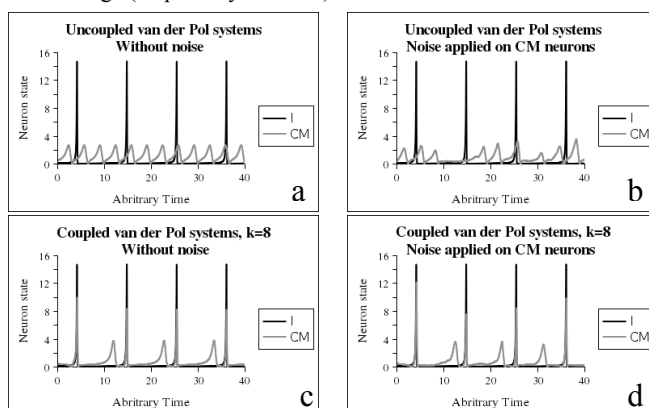 Uncoupled van der Pol systems
Without noise
Neuron state
16
12
8
4
0
0 10 20 30 40
Abritrary Time
I
CM
a
Uncoupled van der Pol systems
Noise applied on CM neurons
Neuron state
16
12
8
4
0
0 10 20 30 40
Abritrary Time
I
CM
b
Coupled van der Pol systems, k=8
Without noise
Neuron state
16
12
8
4
0
0 10 20 30 40
Abritrary Time
I
CM
c
Coupled van der Pol systems, k=8
Noise applied on CM neurons
Neuron state
16
12
8
4
0
0 10 20 30 40
Abritrary Time
I
CM
d